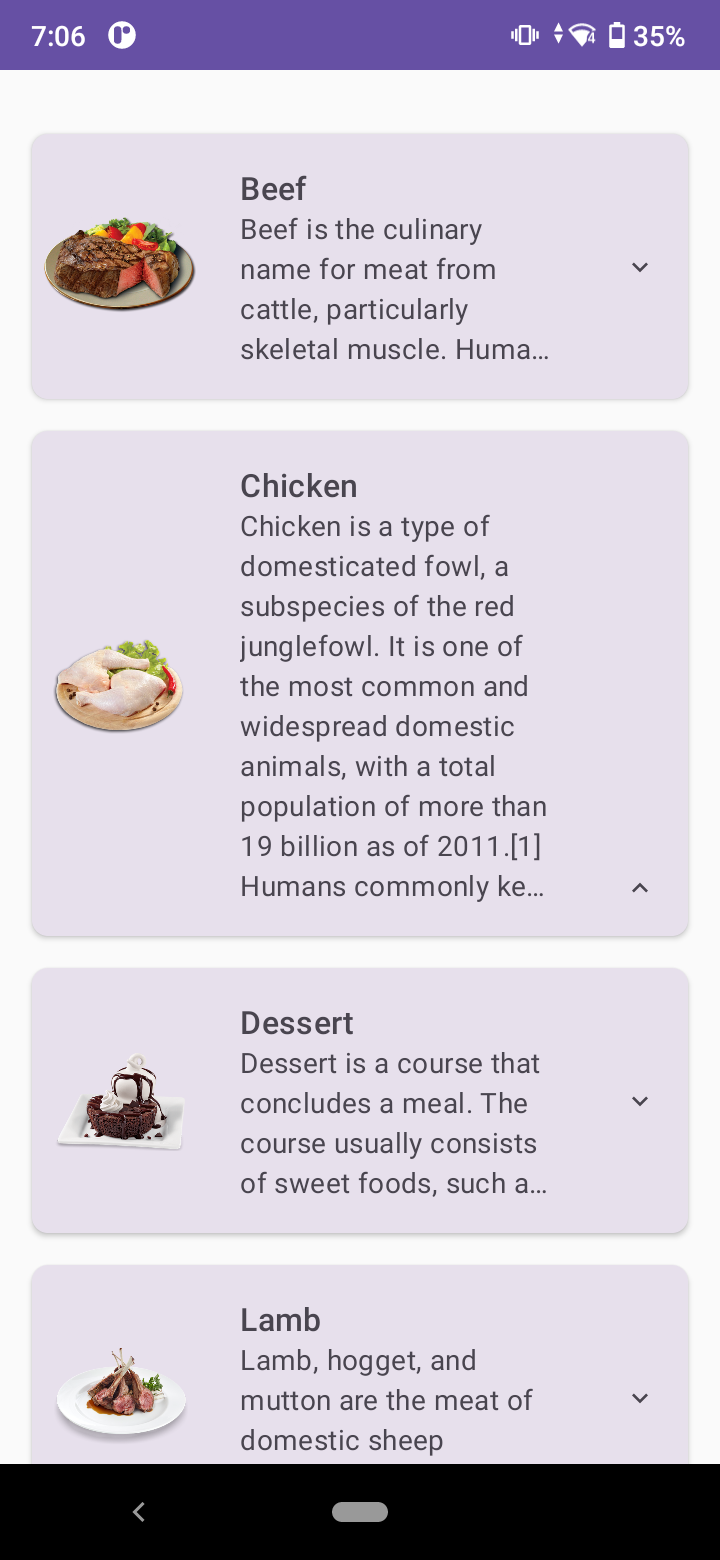 7:06
4
35%
Beef
Beef is the culinary
name for meat from
cattle, particularly
skeletal muscle. Huma…
Chicken
Chicken is a type of
domesticated fowl, a
subspecies of the red
junglefowl. It is one of
the most common and
widespread domestic
animals, with a total
population of more than
19 billion as of 2011.[1]
Humans commonly ke…
Dessert
Dessert is a course that
concludes a meal. The
course usually consists
of sweet foods, such a…
Lamb
Lamb, hogget, and
mutton are the meat of
domestic sheep